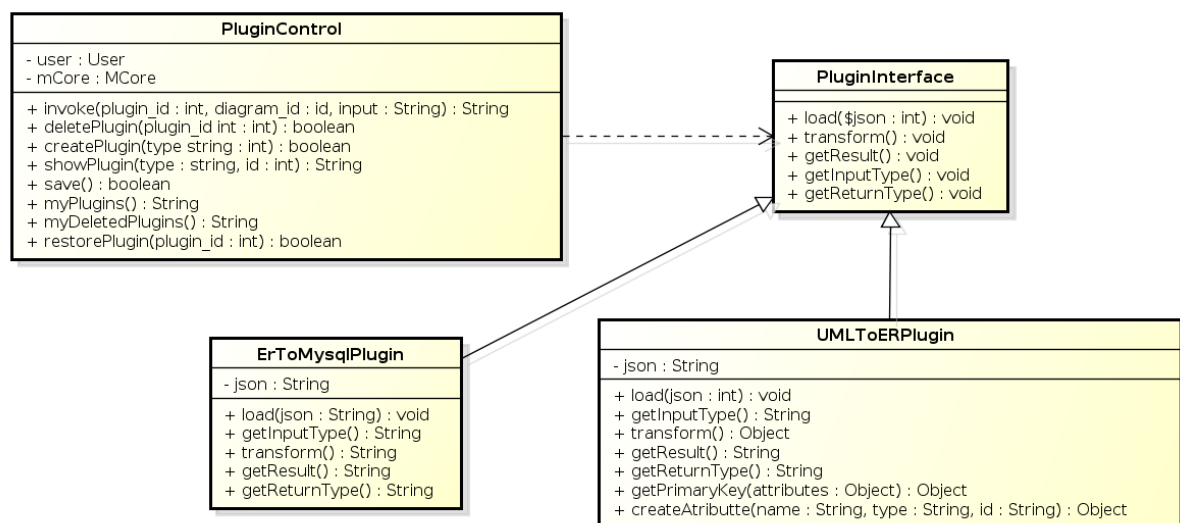 PluginControl
- user : User
- mCore : MCore
+ invoke(plugin_id : int, diagram_id : id, input : String) : String
+ deletePlugin(plugin_id int : int) : boolean
+ createPlugin(type string : int) : boolean
+ showPlugin(type : string, id : int) : String
+ save() : boolean
+ myPlugins() : String
+ myDeletedPlugins() : String
+ restorePlugin(plugin_id : int) : boolean
PluginInterface
+ load($json : int) : void
+ transform() : void
+ getResult() : void
+ getInputType() : void
+ getReturnType() : void
ErToMysqlPlugin
- json : String
+ load(json : String) : void
+ getInputType() : String
+ transform() : String
+ getResult() : String
+ getReturnType() : String
UMLToERPlugin
- json : String
+ load(json : int) : void
+ getInputType() : String
+ transform() : Object
+ getResult() : String
+ getReturnType() : String
+ getPrimaryKey(attributes : Object) : Object
+ createAtributte(name : String, type : String, id : String) : Object